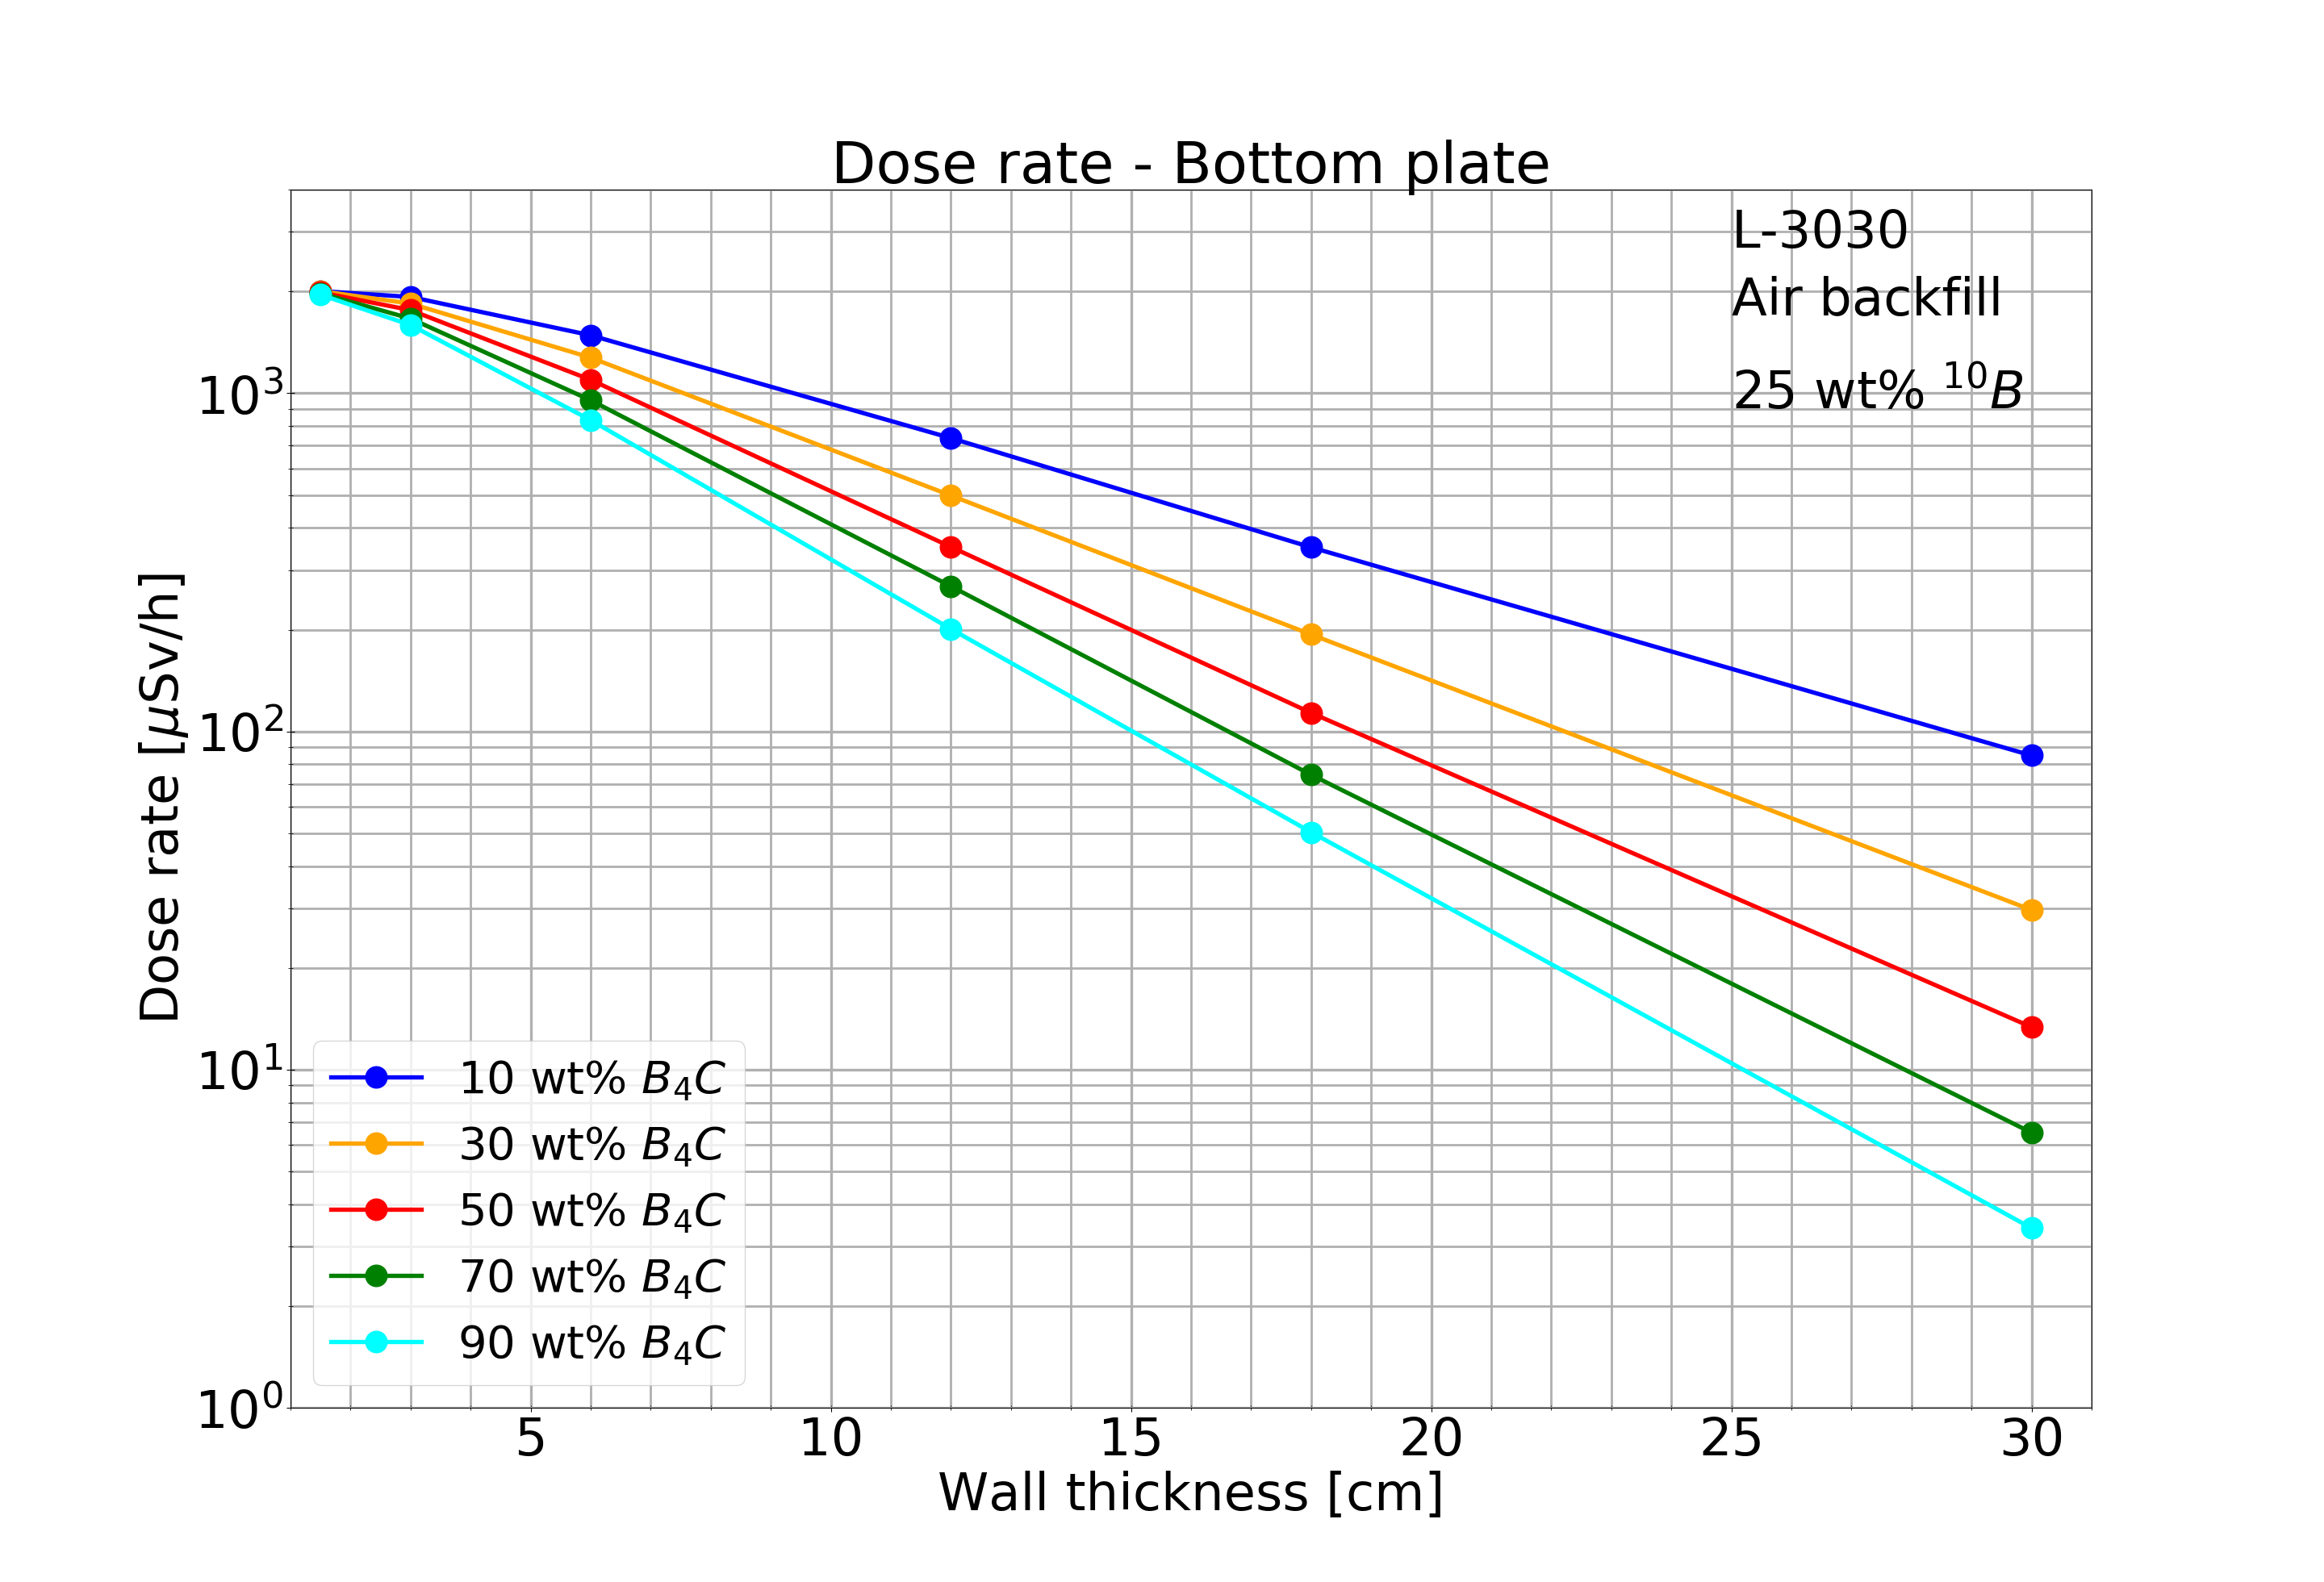 Dose rate - Bottom plate
L-3030
Air backfill
25 wt% ¹⁰B
Dose rate [μSv/h]
10³
10²
10¹
10⁰
10 wt% B₄C
30 wt% B₄C
50 wt% B₄C
70 wt% B₄C
90 wt% B₄C
5 10 15 20 25 30
Wall thickness [cm]